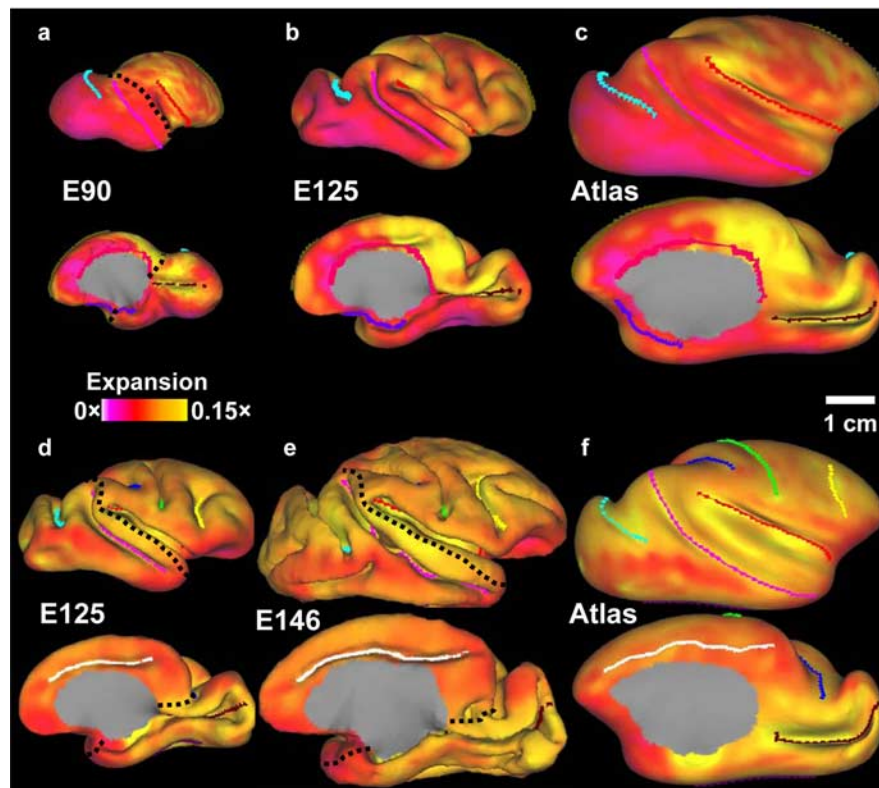 a b c
E90 E125 Atlas
Expansion
0× 0.15×
1 cm
d e f
E125 E146 Atlas